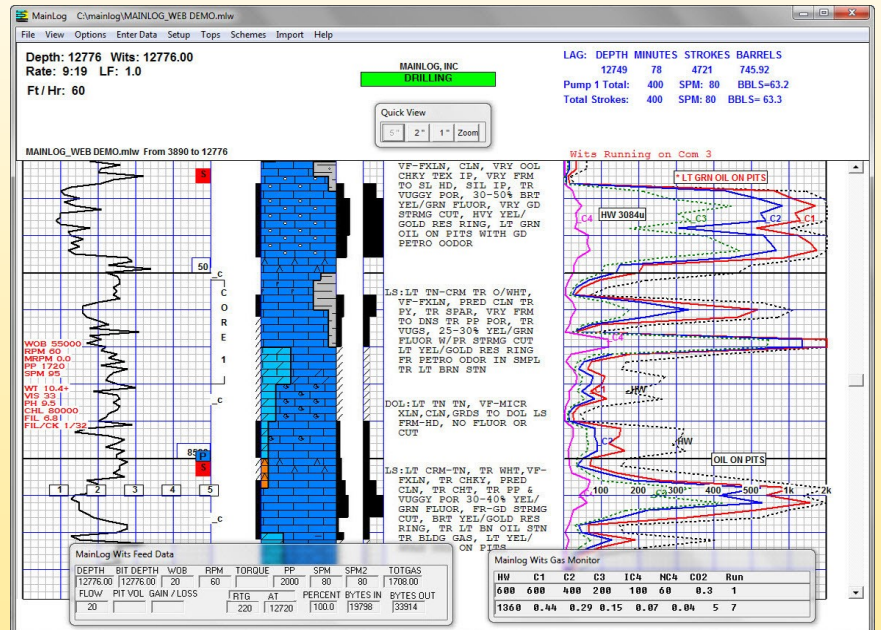 MainLog C:\mainlog\MAINLOG_WEB DEMO.mlw
File View Options Enter Data Setup Tops Schemes Import Help
Depth: 12776 Wits: 12776.00
Rate: 9:19 LF: 1.0
Ft / Hr: 60
MAINLOG, INC
DRILLING
LAG: DEPTH MINUTES STROKES BARRELS
12749 78 4721 745.92
Pump 1 Total: 400 SPM: 80 BBLS=63.2
Total Strokes: 400 SPM: 80 BBLS= 63.3
Quick View
5" 2" 1" Zoom
MAINLOG_WEB DEMO.mlw From 3890 to 12776
Wits Running on Com 3
S
50
_c
C
O
R
E
1
_c
WOB 55000
RPM 60
MRPM 0.0
PP 1720
SPM 95
WT 10.4+
VIS 33
PH 9.5
CHL 80000
FIL 6.8
FIL/CK 1/32
P
S
1 2 3 4 5
_c
VF-FXLN, CLN, VRY OOL
CHKY TEX IP, VRY FRM
TO SL HD, SIL IP, TR
VUGGY POR, 30-50% BRT
YEL/GRN FLUOR, VRY GD
STRMG CUT, HVY YEL/
GOLD RES RING, LT GRN
OIL ON PITS WITH GD
PETRO OODOR
LS:LT TN-CRM TR O/WHT,
VF-FXLN, PRED CLN TR
PY, TR SPAR, VRY FRM
TO DNS TR PP POR, TR
VUGS, 25-30% YEL/GRN
FLUOR W/PR STRMG CUT
LT YEL/GOLD RES RING
FR PETRO ODOR IN SMPL
TR LT BRN STN
DOL:LT TN TN, VF-MICR
XLN,CLN,GRDS TO DOL LS
FRM-HD, NO FLUOR OR
CUT
LS:LT CRM-TN, TR WHT,VF-
FXLN, TR CHKY, PRED
CLN, TR CHT, TR PP &
VUGGY POR 30-40% YEL/
GRN FLUOR, FR-GD STRMG
CUT, BRT YEL/GOLD RES
RING, TR LT BN OIL STN
TR BLDG GAS, LT YEL/
ON PITS
* LT GRN OIL ON PITS
_C4 HW 3084u _C3 _C2 _C1
_C4
_C1 _HW
_C2 _HW
OIL ON PITS
100 200 300 400 500 1k 2k
_C3
MainLog Wits Feed Data
DEPTH BIT DEPTH WOB RPM TORQUE PP SPM SPM2 TOTGAS
12776.00 12776.00 20 60 2000 80 80 1708.00
FLOW PIT VOL GAIN / LOSS RTG AT PERCENT BYTES IN BYTES OUT
20 220 12720 100.0 19798 33914
Mainlog Wits Gas Monitor
HW C1 C2 C3 IC4 NC4 CO2 Run
600 600 400 200 100 60 0.3 1
1360 0.44 0.29 0.15 0.07 0.04 5 7